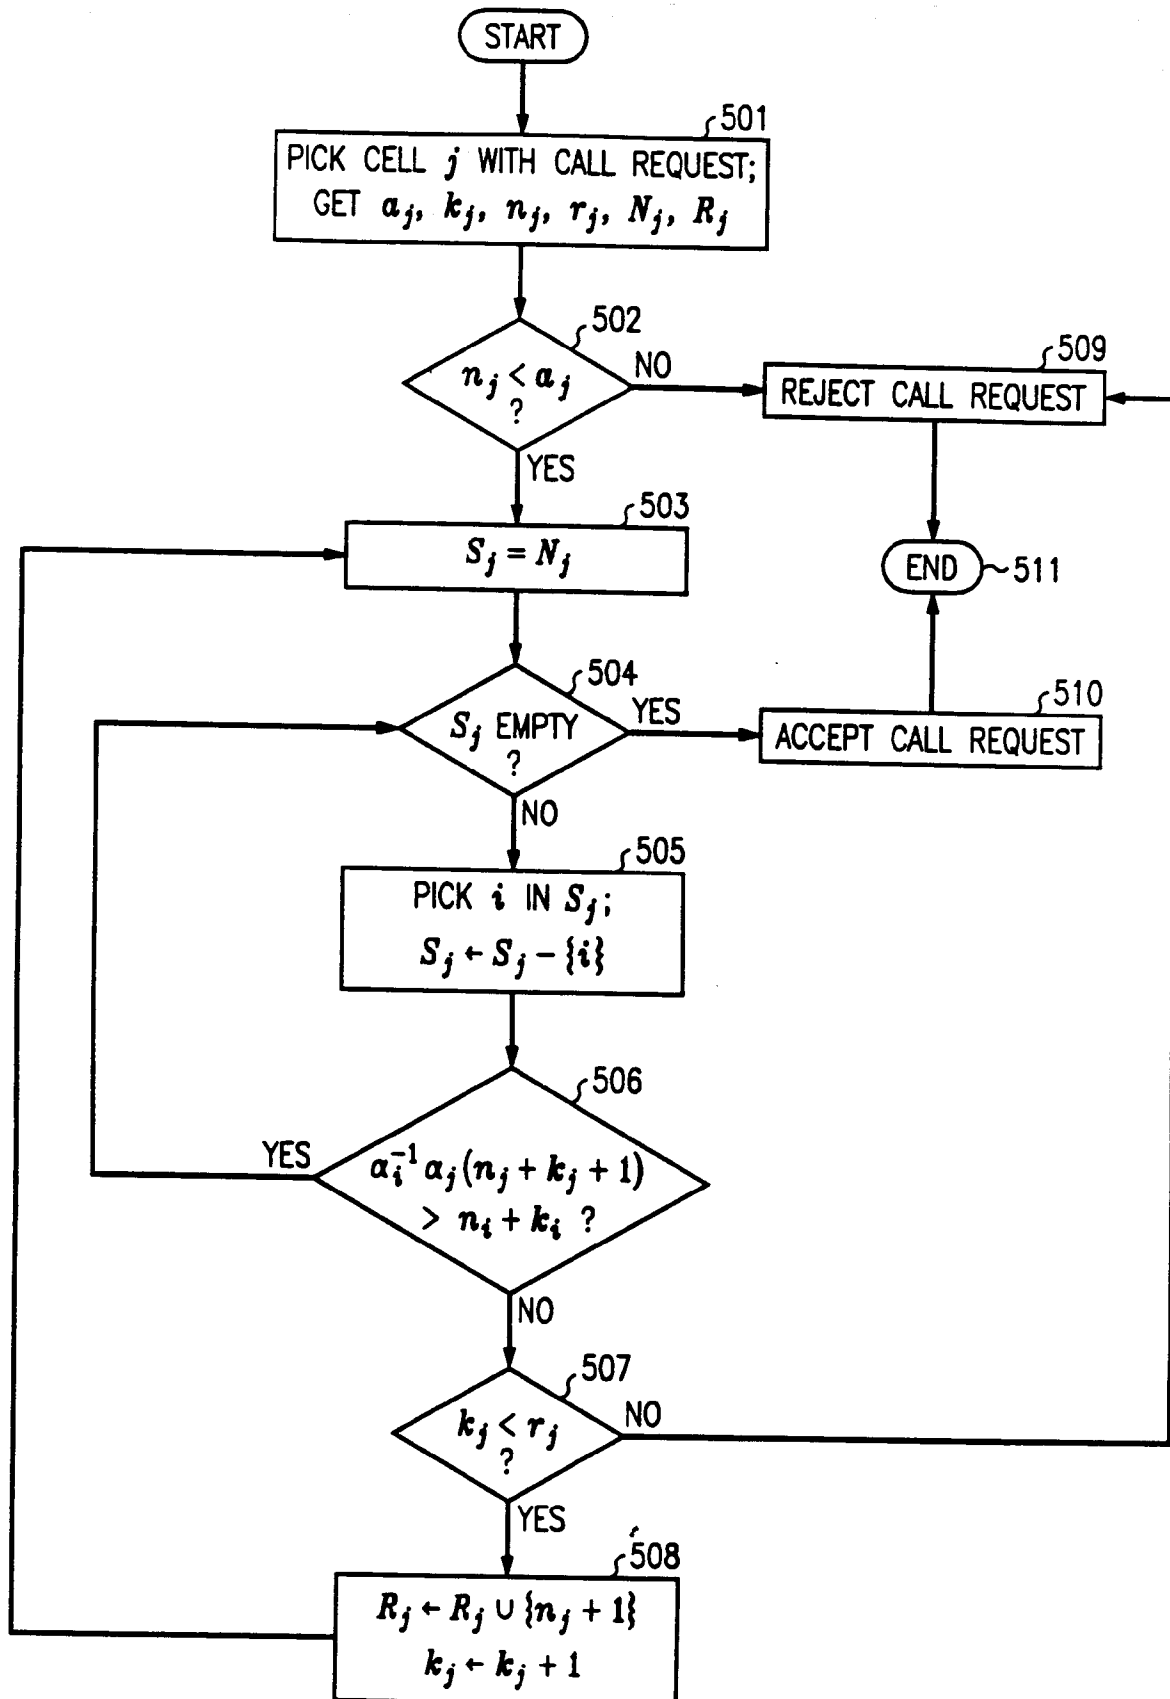 START
501
PICK CELL j WITH CALL REQUEST;
GET a_j, k_j, n_j, r_j, N_j, R_j
502
n_j < a_j
?
NO
YES
509
REJECT CALL REQUEST
503
S_j = N_j
END
511
504
S_j EMPTY
?
YES
NO
510
ACCEPT CALL REQUEST
505
PICK i IN S_j;
S_j ← S_j − {i}
506
α_i^{-1} α_j (n_j + k_j + 1)
> n_i + k_i ?
YES
NO
507
k_j < r_j
?
NO
YES
508
R_j ← R_j ∪ {n_j + 1}
k_j ← k_j + 1